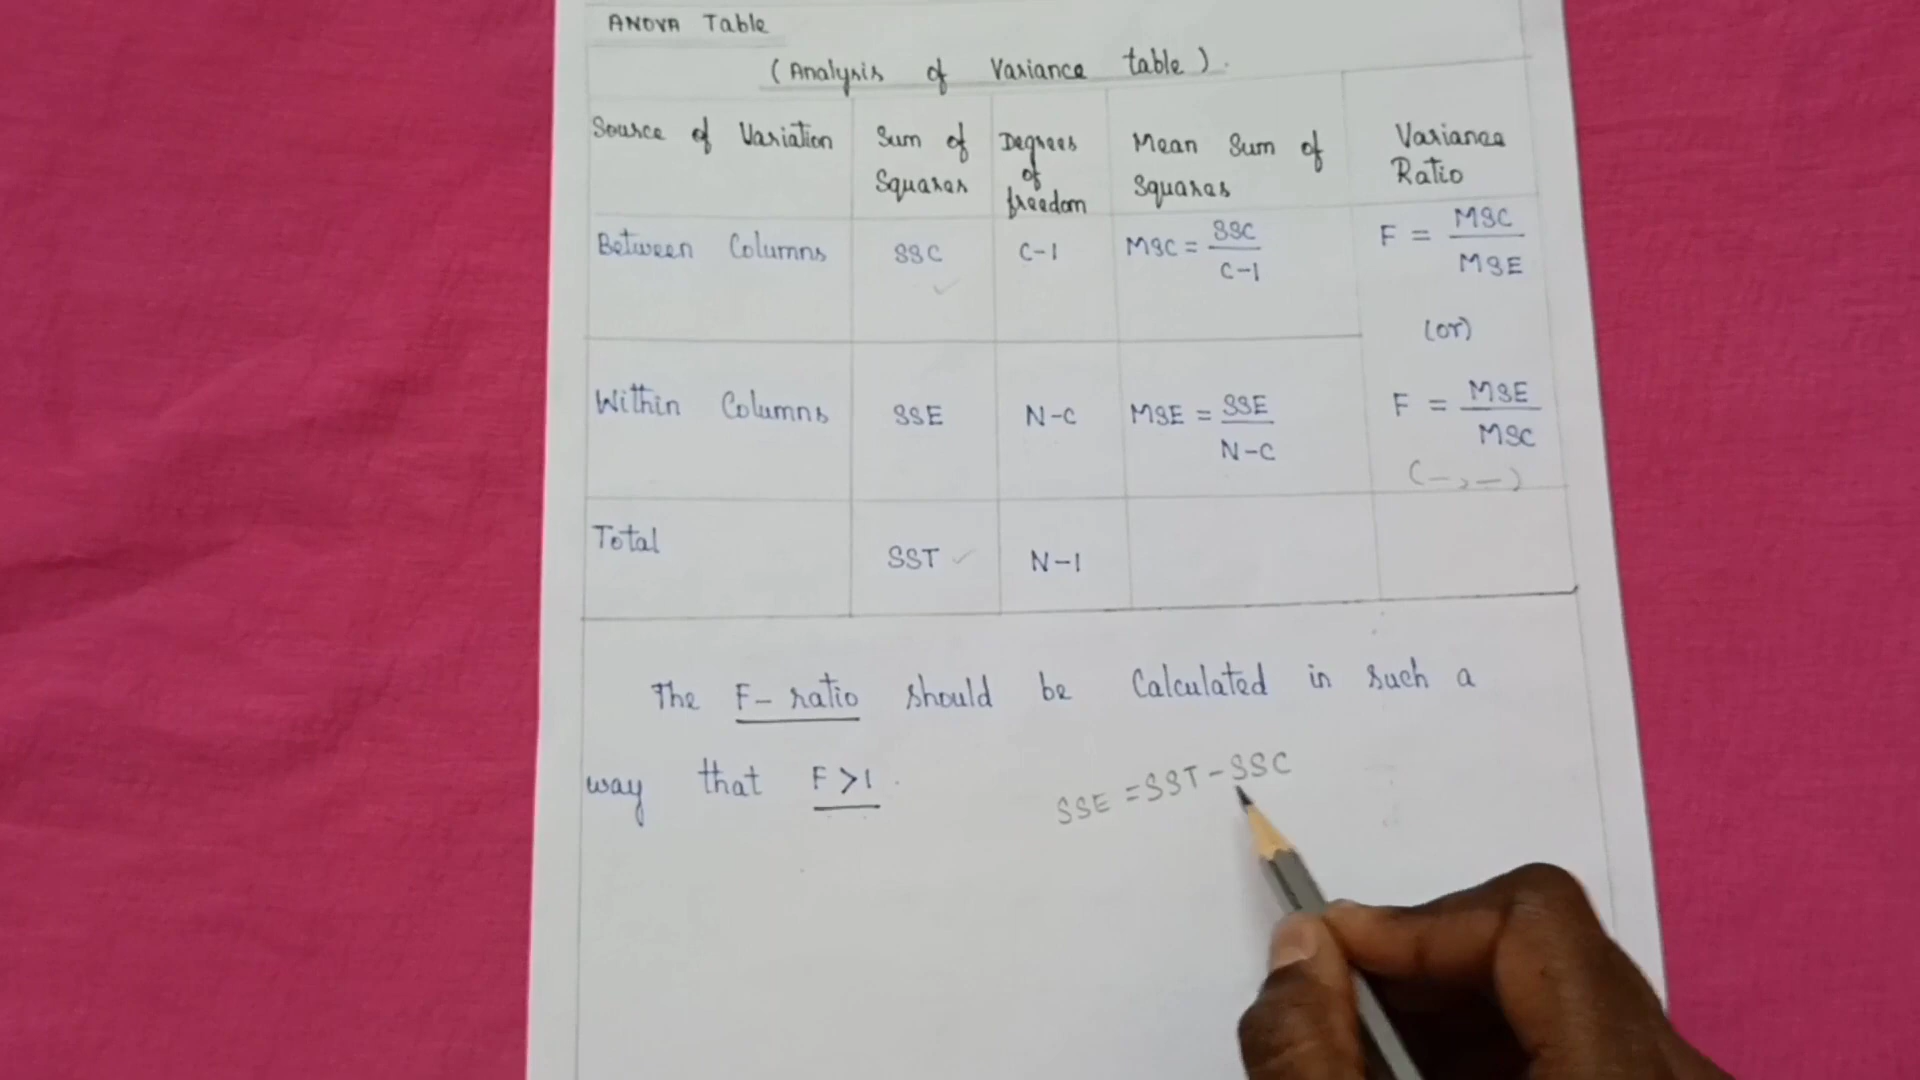 ANOVA Table
(Analysis of Variance table).
Source of Variation
Sum of
Squares
Degrees
of
freedom
Mean Sum of
Squares
Variance
Ratio
Between Columns
SSC
C-1
MSC = SSC
C-1
F = MSC
MSE
(or)
Within Columns
SSE
N-C
MSE = SSE
N-C
F = MSE
MSC
(-,-)
Total
SST
N-1
The F- ratio should be Calculated in such a
way that F>1.
SSE = SST - SSC